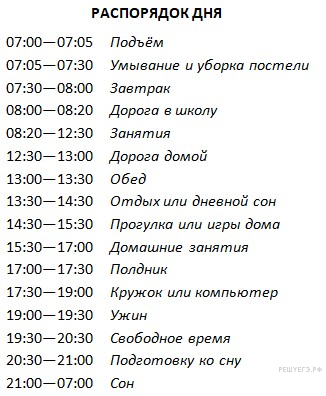 РАСПОРЯДОК ДНЯ
07:00—07:05 Подъём
07:05—07:30 Умывание и уборка постели
07:30—08:00 Завтрак
08:00—08:20 Дорога в школу
08:20—12:30 Занятия
12:30—13:00 Дорога домой
13:00—13:30 Обед
13:30—14:30 Отдых или дневной сон
14:30—15:30 Прогулка или игры дома
15:30—17:00 Домашние занятия
17:00—17:30 Полдник
17:30—19:00 Кружок или компьютер
19:00—19:30 Ужин
19:30—20:30 Свободное время
20:30—21:00 Подготовку ко сну
21:00—07:00 Сон
РЕШУЕГЭ.РФ